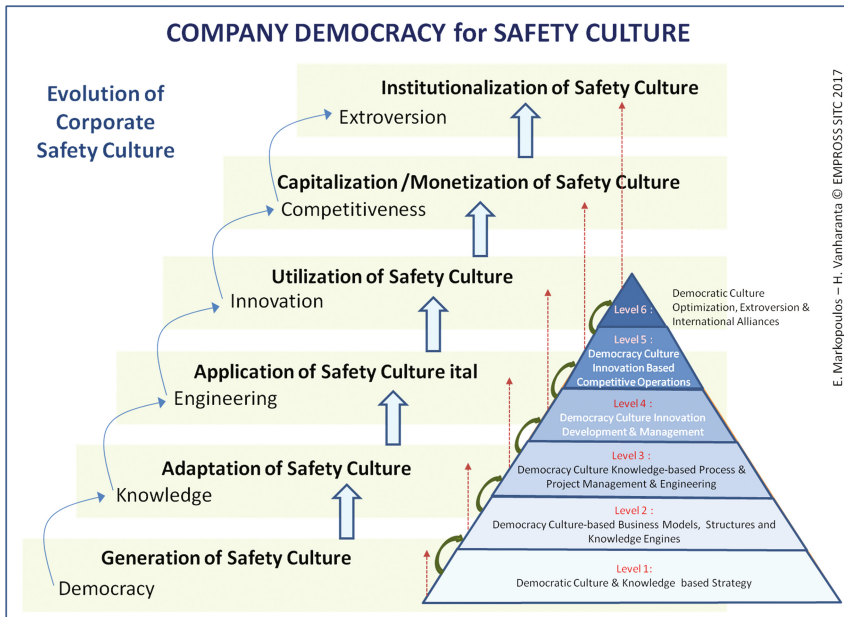 COMPANY DEMOCRACY for SAFETY CULTURE
Evolution of
Corporate
Safety Culture
Institutionalization of Safety Culture
Extroversion
Capitalization /Monetization of Safety Culture
Competitiveness
Utilization of Safety Culture
Innovation
Application of Safety Culture ital
Engineering
Adaptation of Safety Culture
Knowledge
Generation of Safety Culture
Democracy
Level 6 :
Democratic Culture
Optimization, Extroversion &
International Alliances
Level 5 :
Democracy Culture
Innovation Based
Competitive Operations
Level 4 :
Democracy Culture Innovation
Development & Management
Level 3 :
Democracy Culture Knowledge-based Process &
Project Management & Engineering
Level 2 :
Democracy Culture-based Business Models, Structures and
Knowledge Engines
Level 1:
Democratic Culture & Knowledge based Strategy
E. Markopoulos – H. Vanharanta © EMPROSS SITC 2017